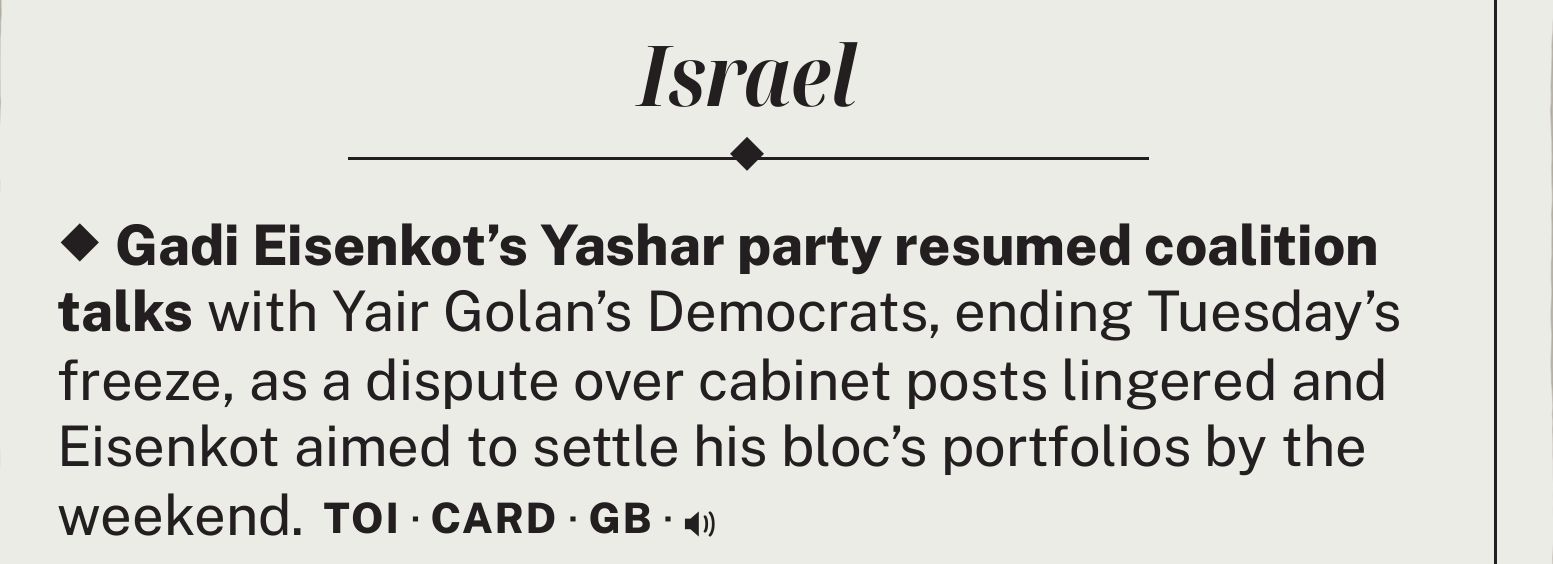 Israel
◆ Gadi Eisenkot’s Yashar party resumed coalition
talks with Yair Golan’s Democrats, ending Tuesday’s
freeze, as a dispute over cabinet posts lingered and
Eisenkot aimed to settle his bloc’s portfolios by the
weekend. TOI · CARD · GB ·